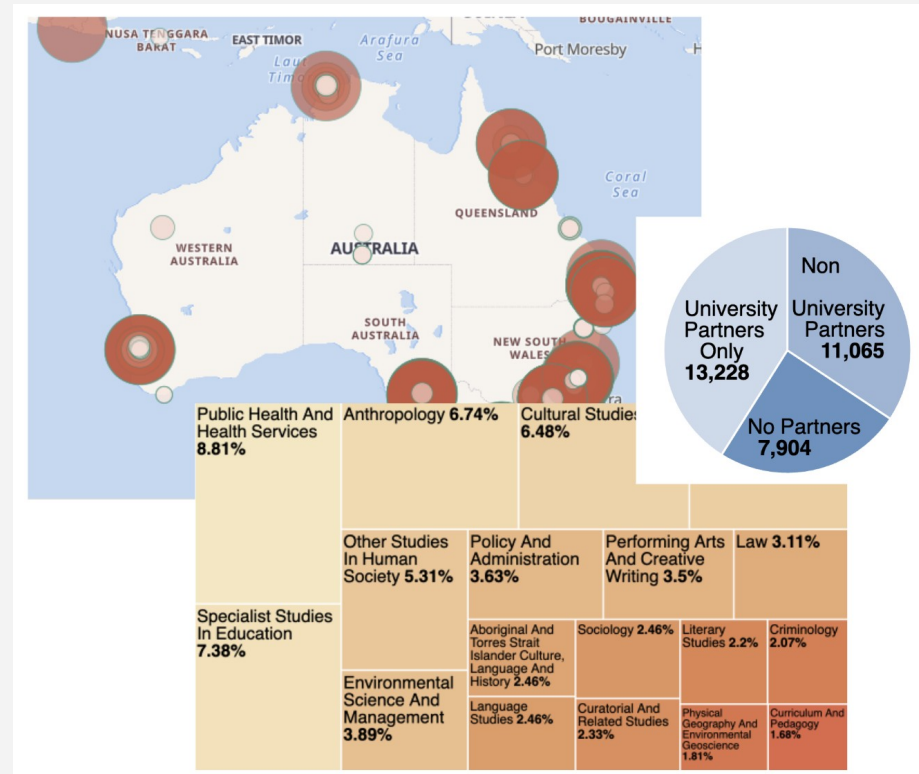 BOUGAINVILLE
NUSA TENGGARA
BARAT
EAST TIMOR
Arafura
Sea
Port Moresby
H
Laut
Timo
Coral
Sea
QUEENSLAND
WESTERN
AUSTRALIA
AUSTRALIA
SOUTH
AUSTRALIA
NEW SOUTH
WALES
ra
Non
University
Partners
11,065
University
Partners
Only
13,228
No Partners
7,904
Public Health And
Health Services
8.81%
Anthropology 6.74%
Cultural Studies
6.48%
Other Studies
In Human
Society 5.31%
Policy And
Administration
3.63%
Performing Arts
And Creative
Writing 3.5%
Law 3.11%
Specialist Studies
In Education
7.38%
Environmental
Science And
Management
3.89%
Aboriginal And
Torres Strait
Islander Culture,
Language And
History 2.46%
Sociology 2.46%
Literary
Studies 2.2%
Criminology
2.07%
Language
Studies 2.46%
Curatorial And
Related Studies
2.33%
Physical
Geography And
Environmental
Geoscience
1.81%
Curriculum And
Pedagogy
1.68%